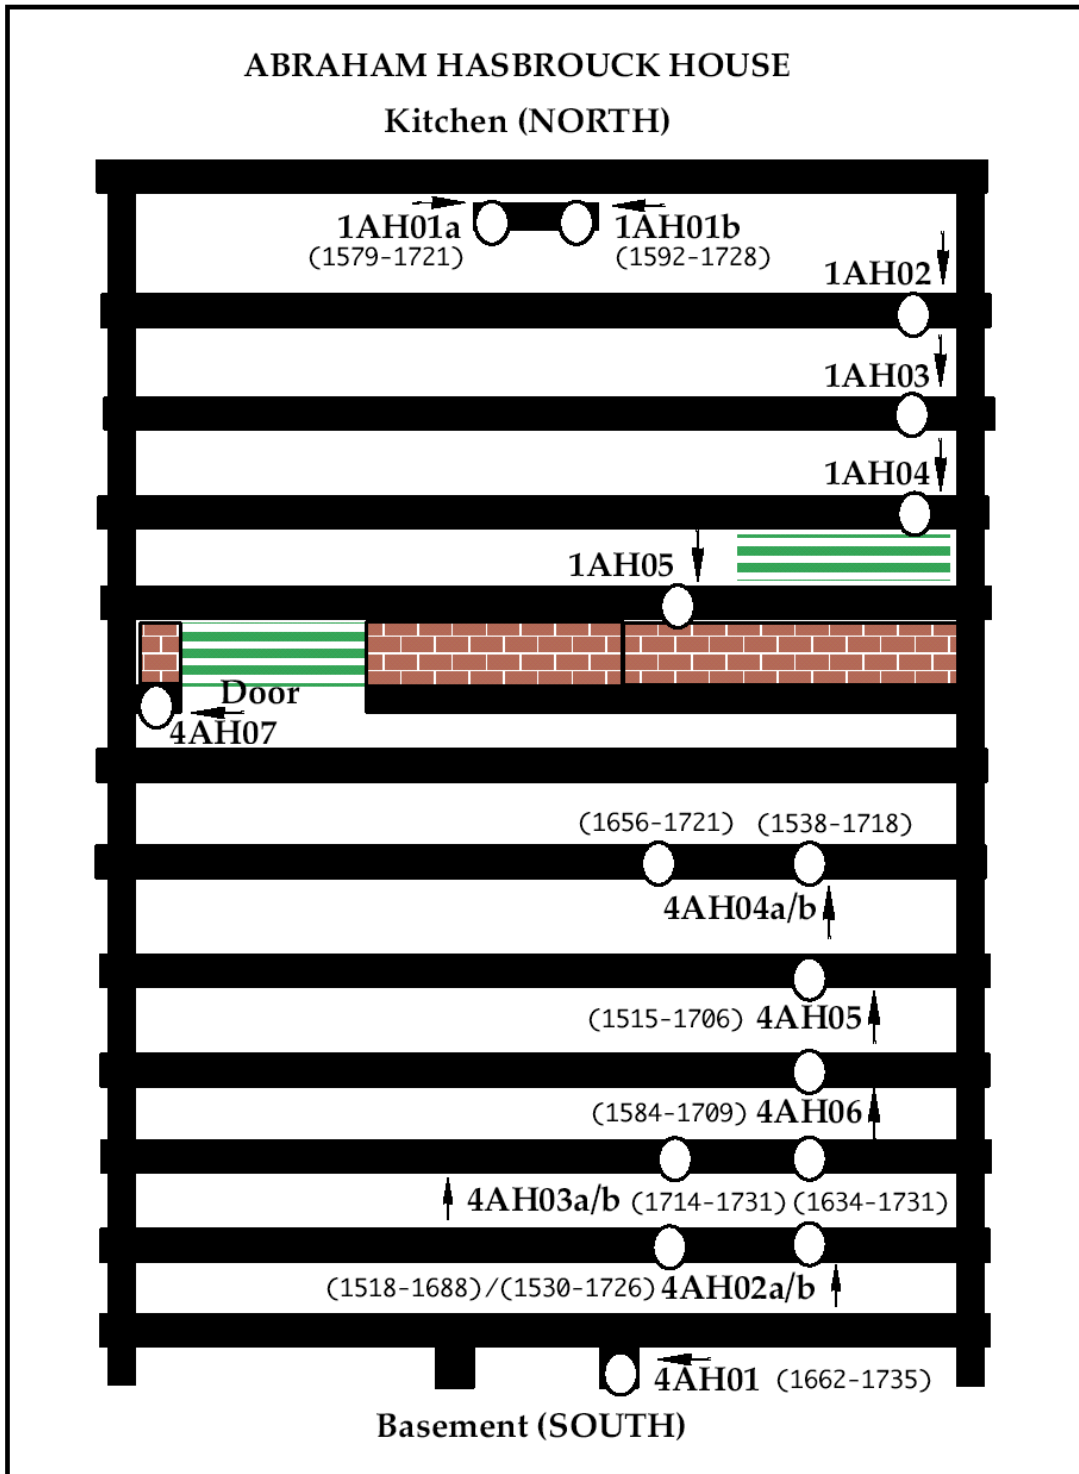 ABRAHAM HASBROUCK HOUSE
Kitchen (NORTH)
1AH01a 1AH01b
(1579-1721) (1592-1728)
1AH02
1AH03
1AH04
1AH05
Door
4AH07
(1656-1721) (1538-1718)
4AH04a/b
(1515-1706) 4AH05
(1584-1709) 4AH06
4AH03a/b (1714-1731) (1634-1731)
(1518-1688)/(1530-1726) 4AH02a/b
4AH01 (1662-1735)
Basement (SOUTH)